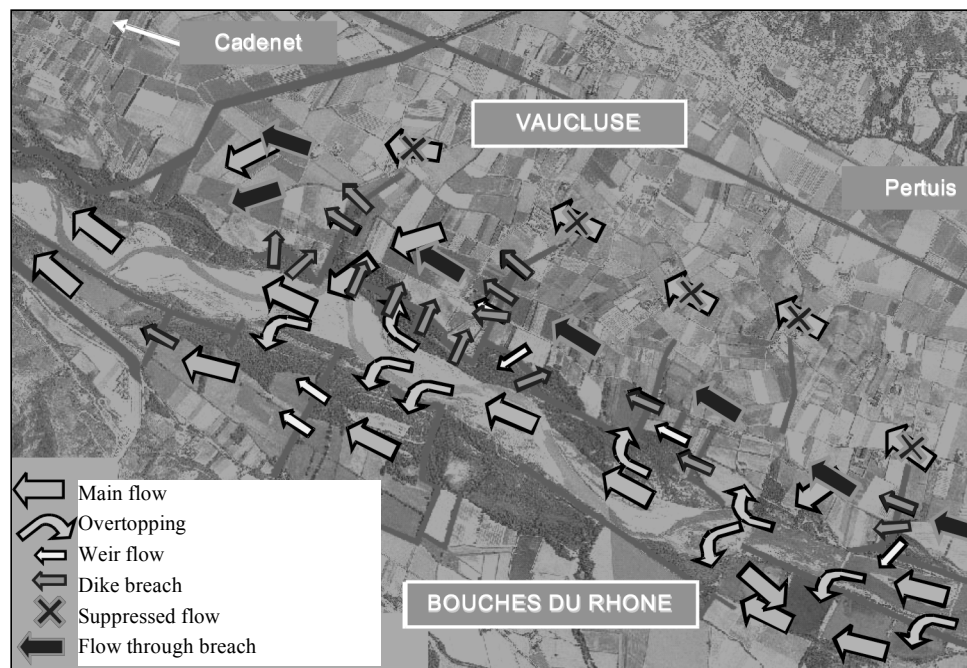 Cadenet
VAUCLUSE
Pertuis
BOUCHES DU RHONE
Main flow
Overtopping
Weir flow
Dike breach
Suppressed flow
Flow through breach